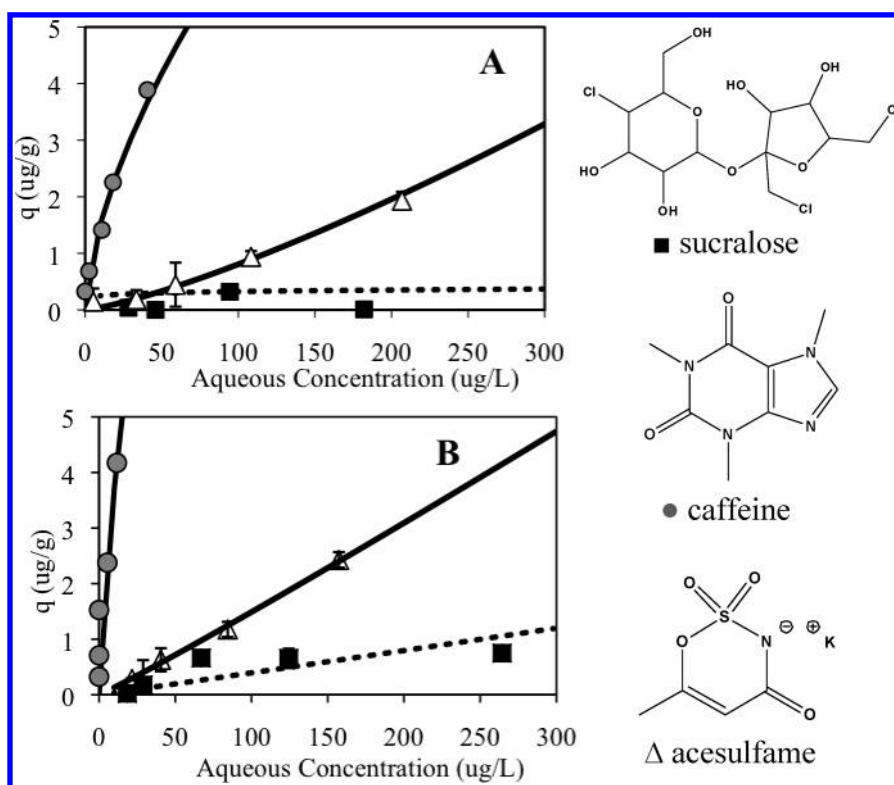 A
q (ug/g)
5
4
3
2
1
0
0 50 100 150 200 250 300
Aqueous Concentration (ug/L)
B
q (ug/g)
5
4
3
2
1
0
0 50 100 150 200 250 300
Aqueous Concentration (ug/L)
OH
Cl
O
HO
OH
O
HO
OH
O
Cl
■ sucralose
O
N
N
O
N
N
● caffeine
O
O
S
O
N
⊖ ⊕
K
O
Δ acesulfame